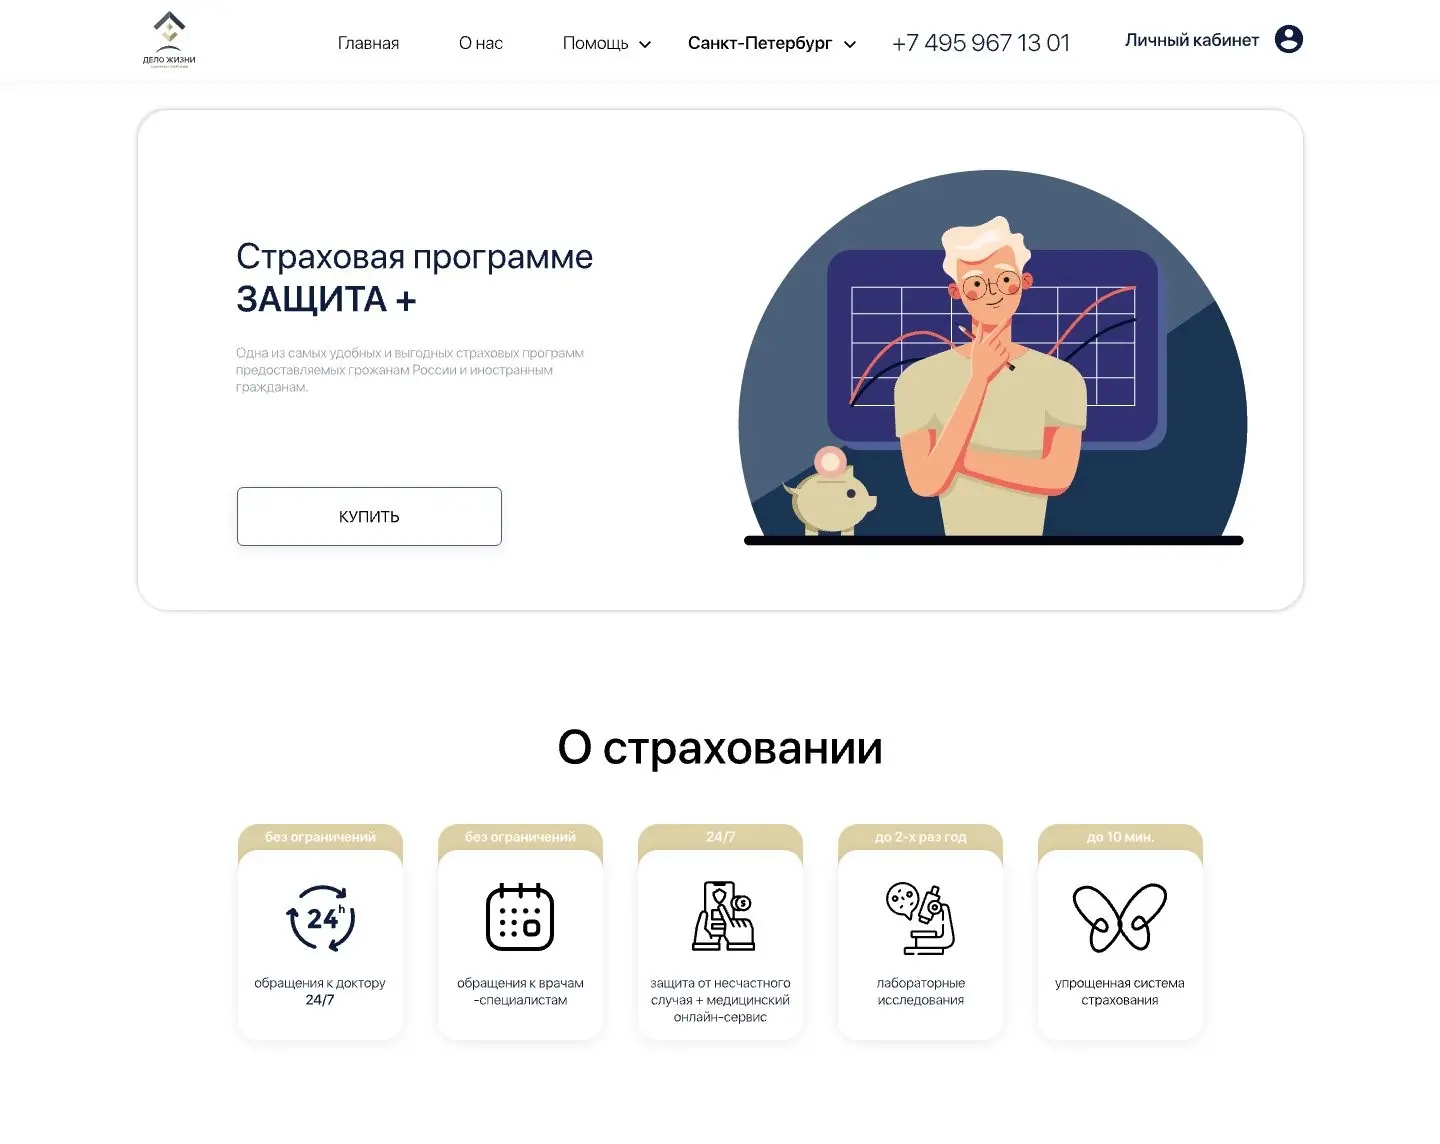 ДЕЛО ЖИЗНИ
Главная
О нас
Помощь
Санкт-Петербург
+7 495 967 13 01
Личный кабинет
Страховая программе
ЗАЩИТА +
Одна из самых удобных и выгодных страховых программ
предоставляемых грожанам России и иностранным
гражданам.
КУПИТЬ
О страховании
без ограничений
24h
обращения к доктору
24/7
без ограничений
обращения к врачам
-специалистам
24/7
$
защита от несчастного
случая + медицинский
онлайн-сервис
до 2-х раз год
лабораторные
исследования
до 10 мин.
упрощенная система
страхования